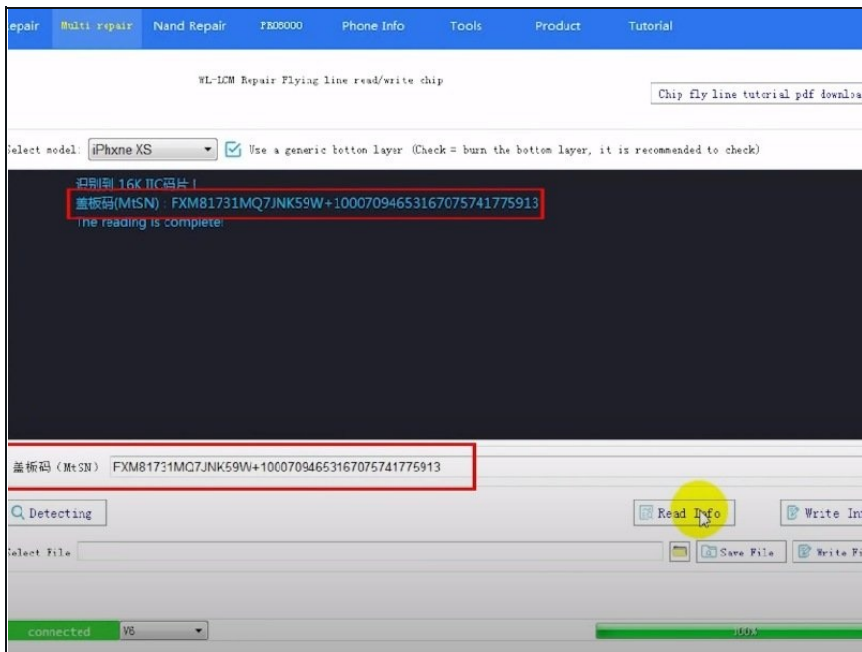 epair Multi repair Nand Repair PB08000 Phone Info Tools Product Tutorial
WL-LCM Repair Flying line read/write chip
Chip fly line tutorial pdf downloa
Select model: iPhxne XS Use a generic botton layer (Check = burn the bottom layer, it is recommended to check)
识别到 16K IIC码片！
盖板码(MtSN) : FXM81731MQ7JNK59W+10007094653167075741775913
The reading is complete!
盖板码 (MtSN) FXM81731MQ7JNK59W+10007094653167075741775913
Detecting Read Info Write In
Select File Save File Write Fi
connected V6 100%